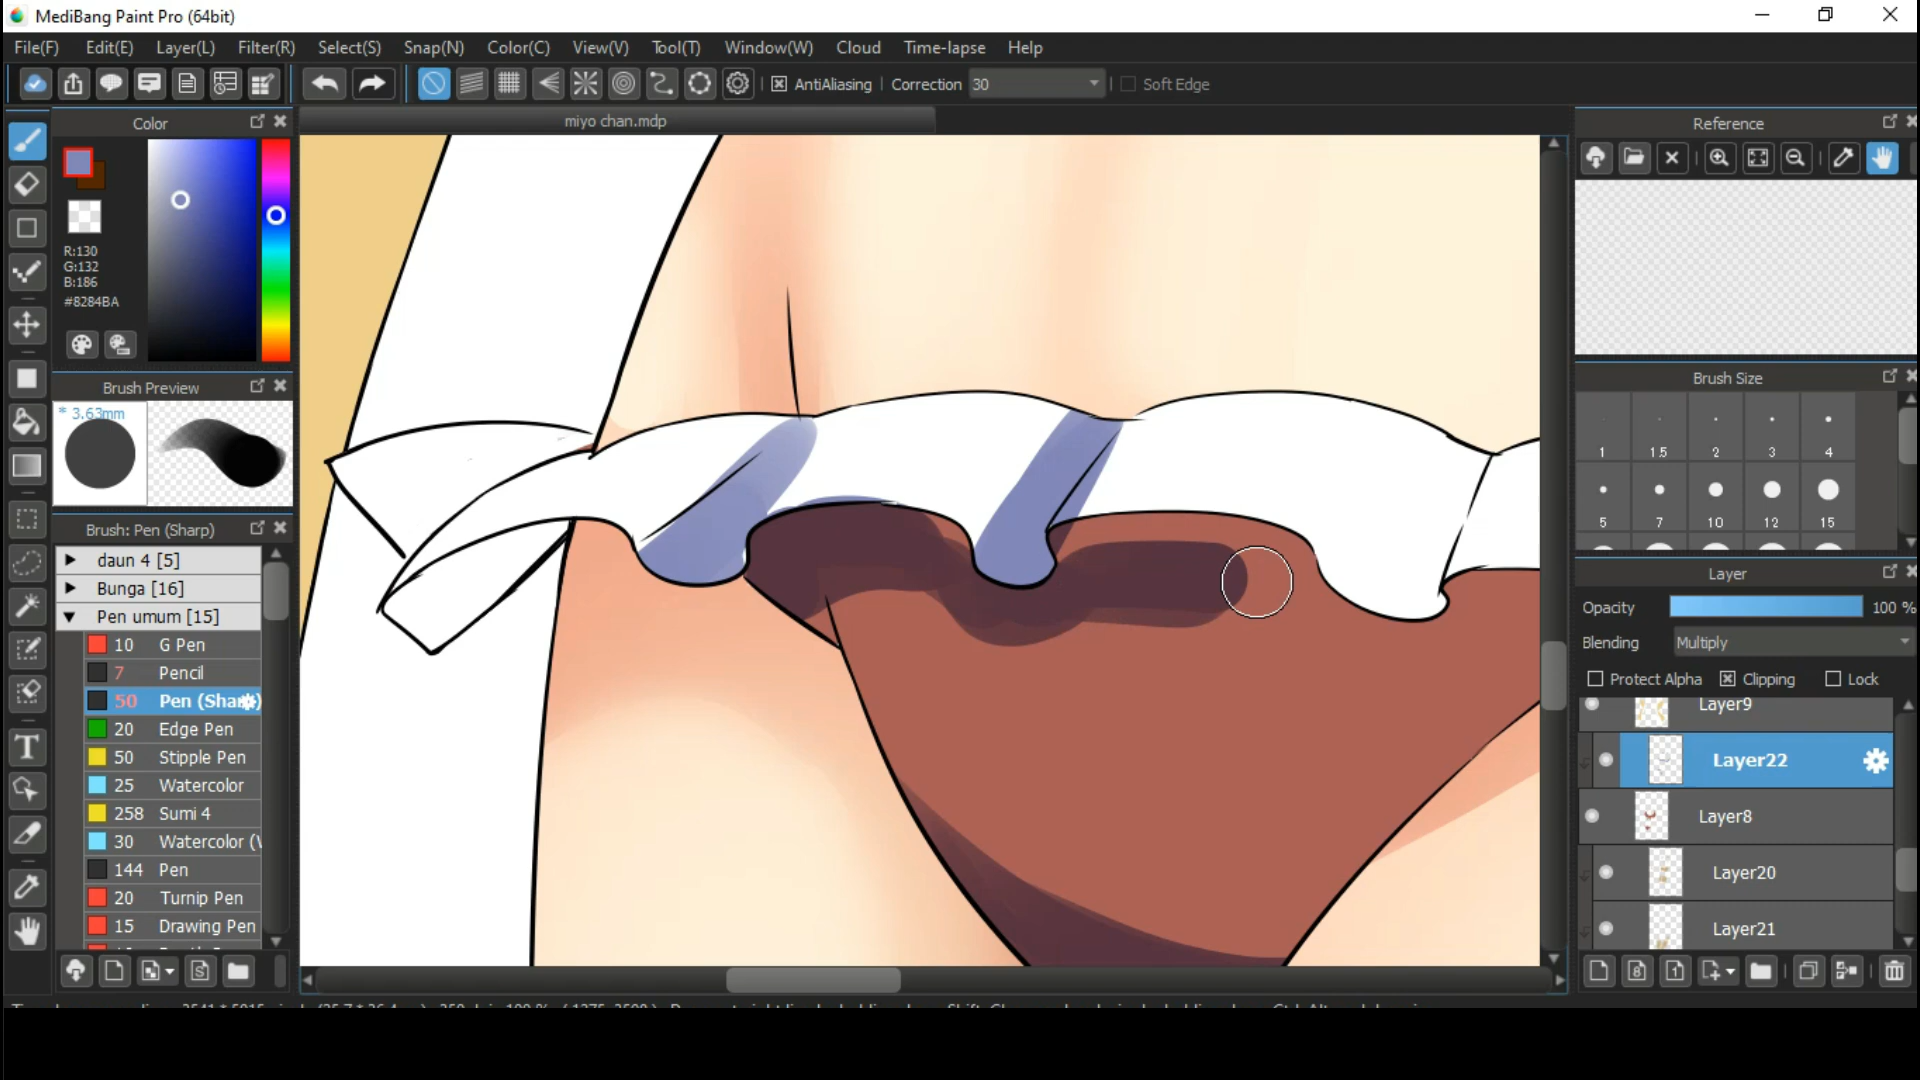 MediBang Paint Pro (64bit)
File(F) Edit(E) Layer(L) Filter(R) Select(S) Snap(N) Color(C) View(V) Tool(T) Window(W) Cloud Time-lapse Help
AntiAliasing Correction 30 Soft Edge
Color
miyo chan.mdp
Reference
R:130
G:132
B:186
#8284BA
Brush Preview
* 3.63mm
Brush Size
1 1.5 2 3 4
5 7 10 12 15
Brush: Pen (Sharp)
daun 4 [5]
Bunga [16]
Pen umum [15]
10 G Pen
7 Pencil
50 Pen (Shar
20 Edge Pen
50 Stipple Pen
25 Watercolor
258 Sumi 4
30 Watercolor (
144 Pen
20 Turnip Pen
15 Drawing Pen
Layer
Opacity 100 %
Blending Multiply
Protect Alpha Clipping Lock
Layer9
Layer22
Layer8
Layer20
Layer21